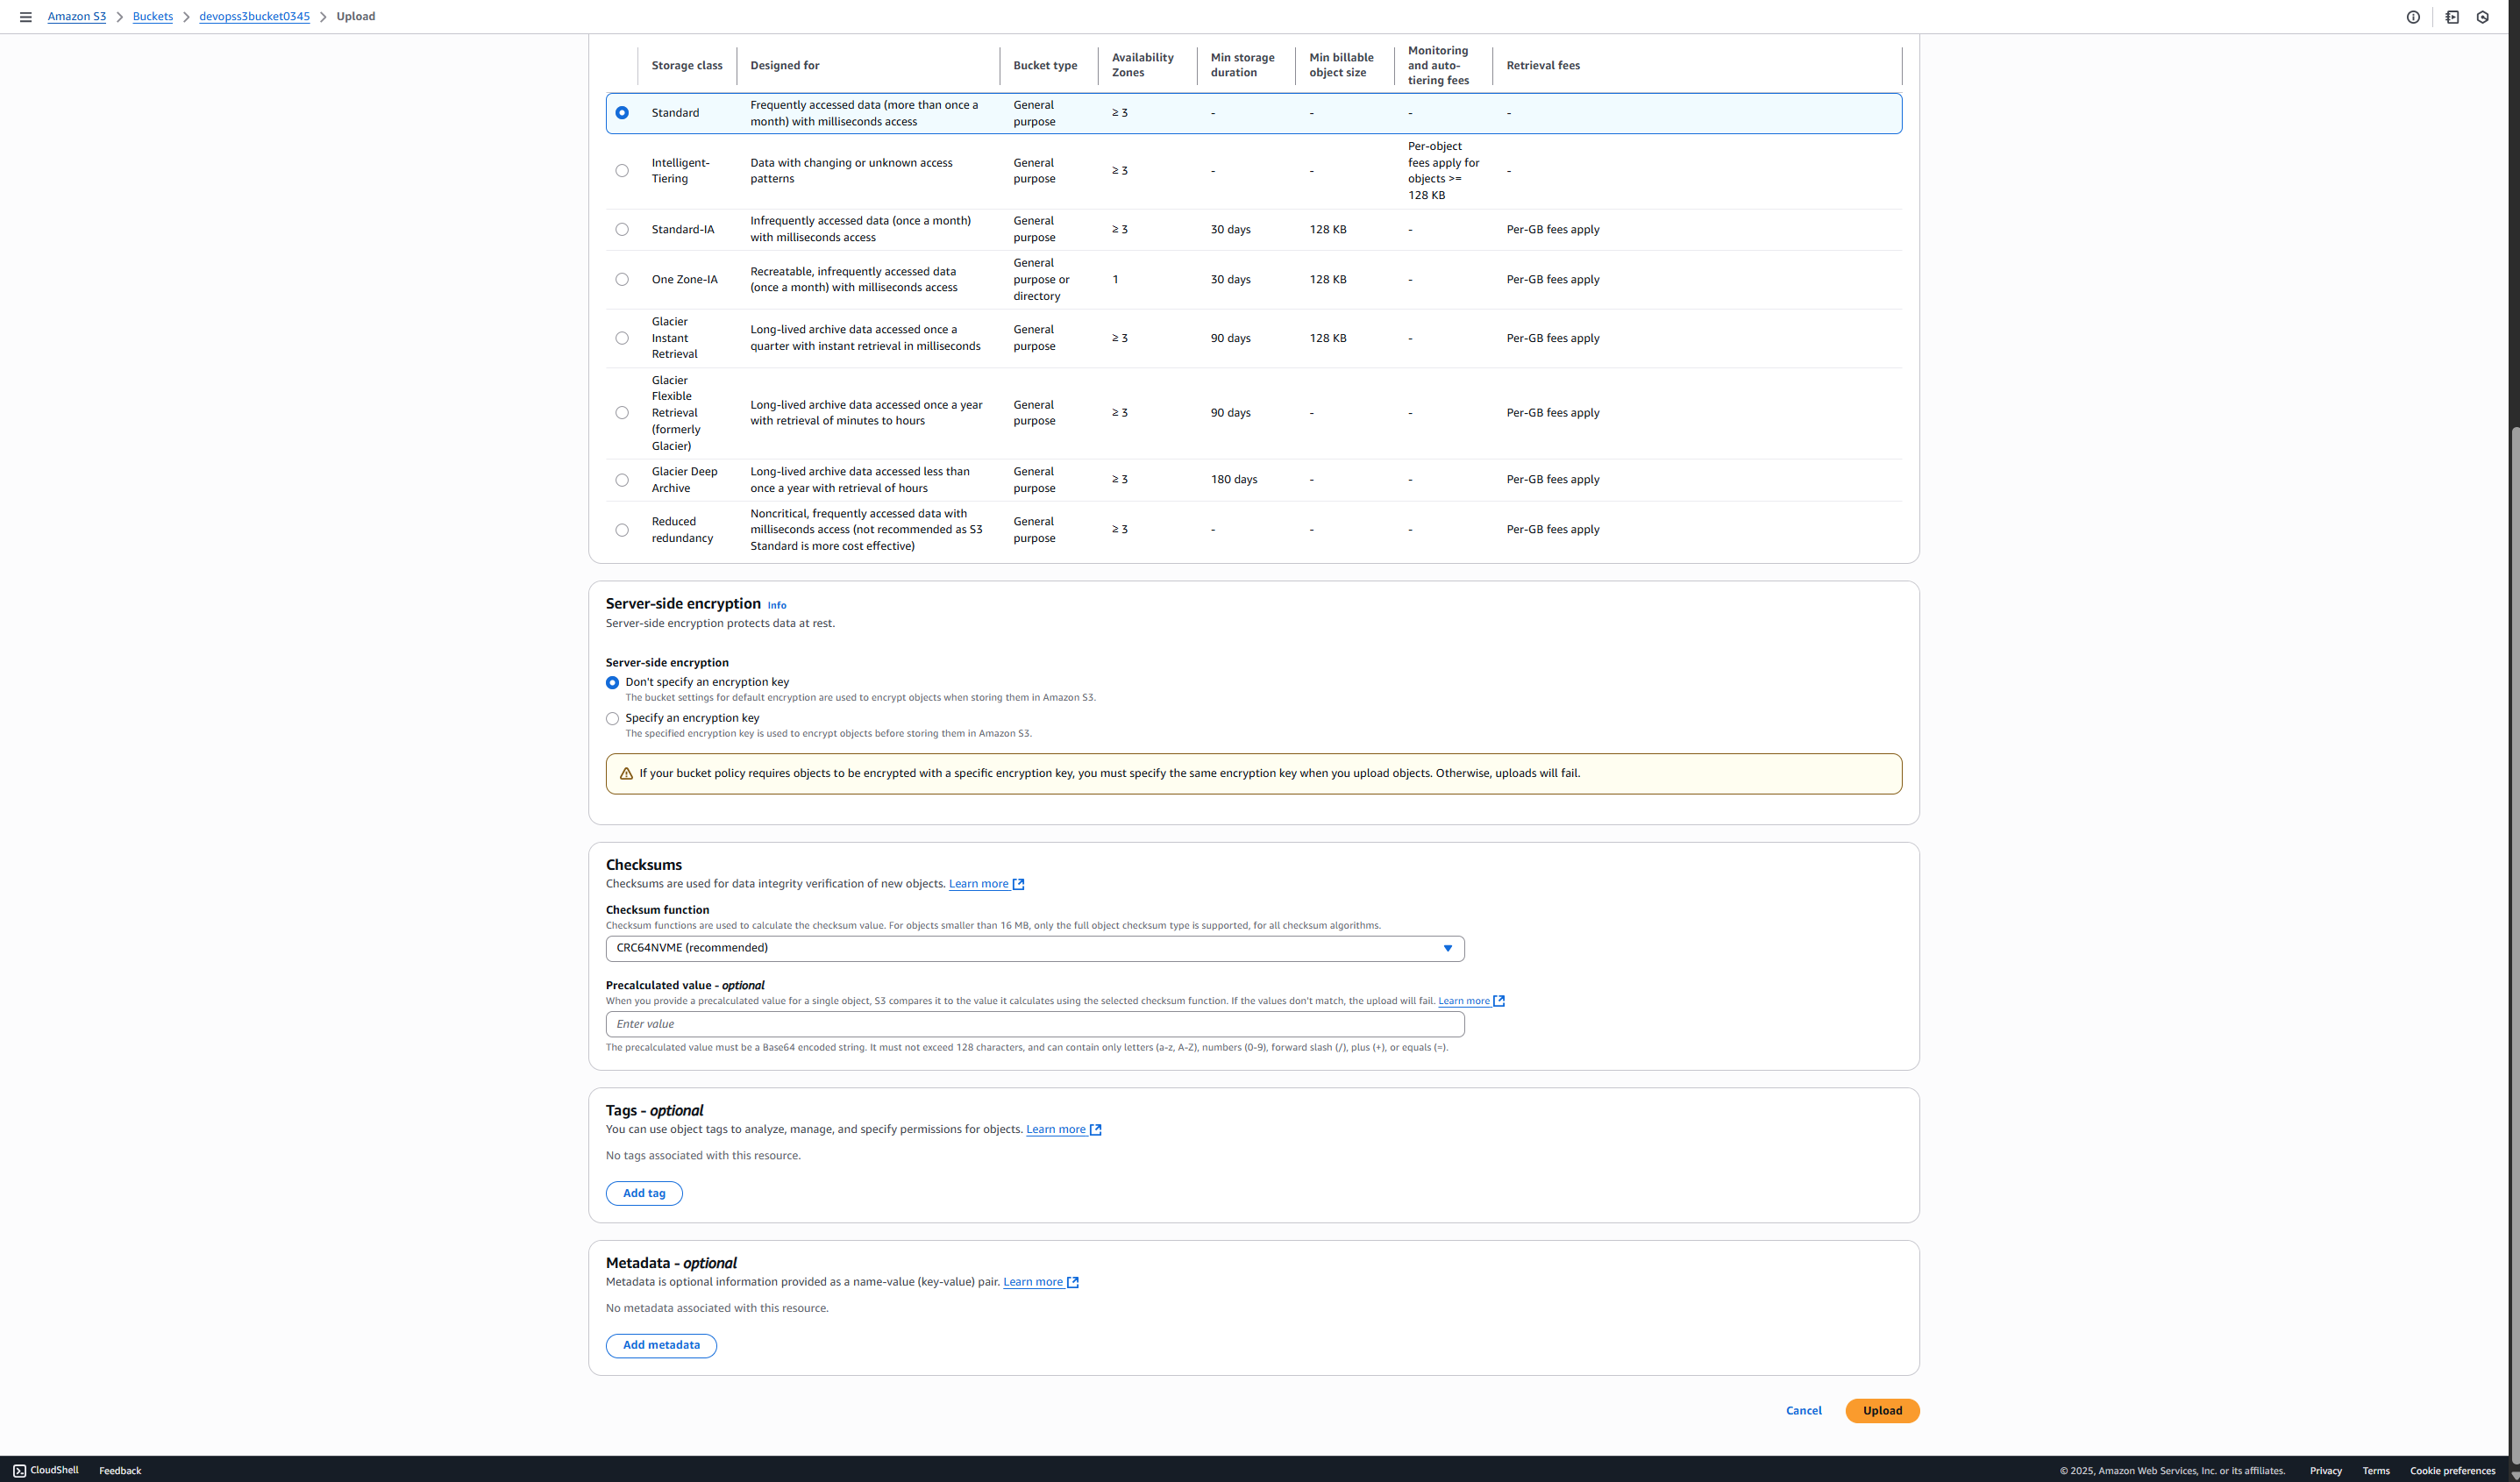 Amazon S3 > Buckets > devopss3bucket0345 > Upload
Storage class
Designed for
Bucket type
Availability
Zones
Min storage
duration
Min billable
object size
Monitoring
and auto-
tiering fees
Retrieval fees
Standard
Frequently accessed data (more than once a
month) with milliseconds access
General
purpose
≥ 3
-
-
-
-
Intelligent-
Tiering
Data with changing or unknown access
patterns
General
purpose
≥ 3
-
-
Per-object
fees apply for
objects >=
128 KB
-
Standard-IA
Infrequently accessed data (once a month)
with milliseconds access
General
purpose
≥ 3
30 days
128 KB
-
Per-GB fees apply
One Zone-IA
Recreatable, infrequently accessed data
(once a month) with milliseconds access
General
purpose or
directory
1
30 days
128 KB
-
Per-GB fees apply
Glacier
Instant
Retrieval
Long-lived archive data accessed once a
quarter with instant retrieval in milliseconds
General
purpose
≥ 3
90 days
128 KB
-
Per-GB fees apply
Glacier
Flexible
Retrieval
(formerly
Glacier)
Long-lived archive data accessed once a year
with retrieval of minutes to hours
General
purpose
≥ 3
90 days
-
-
Per-GB fees apply
Glacier Deep
Archive
Long-lived archive data accessed less than
once a year with retrieval of hours
General
purpose
≥ 3
180 days
-
-
Per-GB fees apply
Reduced
redundancy
Noncritical, frequently accessed data with
milliseconds access (not recommended as S3
Standard is more cost effective)
General
purpose
≥ 3
-
-
-
Per-GB fees apply
Server-side encryption Info
Server-side encryption protects data at rest.
Server-side encryption
Don't specify an encryption key
The bucket settings for default encryption are used to encrypt objects when storing them in Amazon S3.
Specify an encryption key
The specified encryption key is used to encrypt objects before storing them in Amazon S3.
If your bucket policy requires objects to be encrypted with a specific encryption key, you must specify the same encryption key when you upload objects. Otherwise, uploads will fail.
Checksums
Checksums are used for data integrity verification of new objects. Learn more
Checksum function
Checksum functions are used to calculate the checksum value. For objects smaller than 16 MB, only the full object checksum type is supported, for all checksum algorithms.
CRC64NVME (recommended)
Precalculated value - optional
When you provide a precalculated value for a single object, S3 compares it to the value it calculates using the selected checksum function. If the values don't match, the upload will fail. Learn more
Enter value
The precalculated value must be a Base64 encoded string. It must not exceed 128 characters, and can contain only letters (a-z, A-Z), numbers (0-9), forward slash (/), plus (+), or equals (=).
Tags - optional
You can use object tags to analyze, manage, and specify permissions for objects. Learn more
No tags associated with this resource.
Add tag
Metadata - optional
Metadata is optional information provided as a name-value (key-value) pair. Learn more
No metadata associated with this resource.
Add metadata
Cancel
Upload
CloudShell
Feedback
© 2025, Amazon Web Services, Inc. or its affiliates.
Privacy
Terms
Cookie preferences